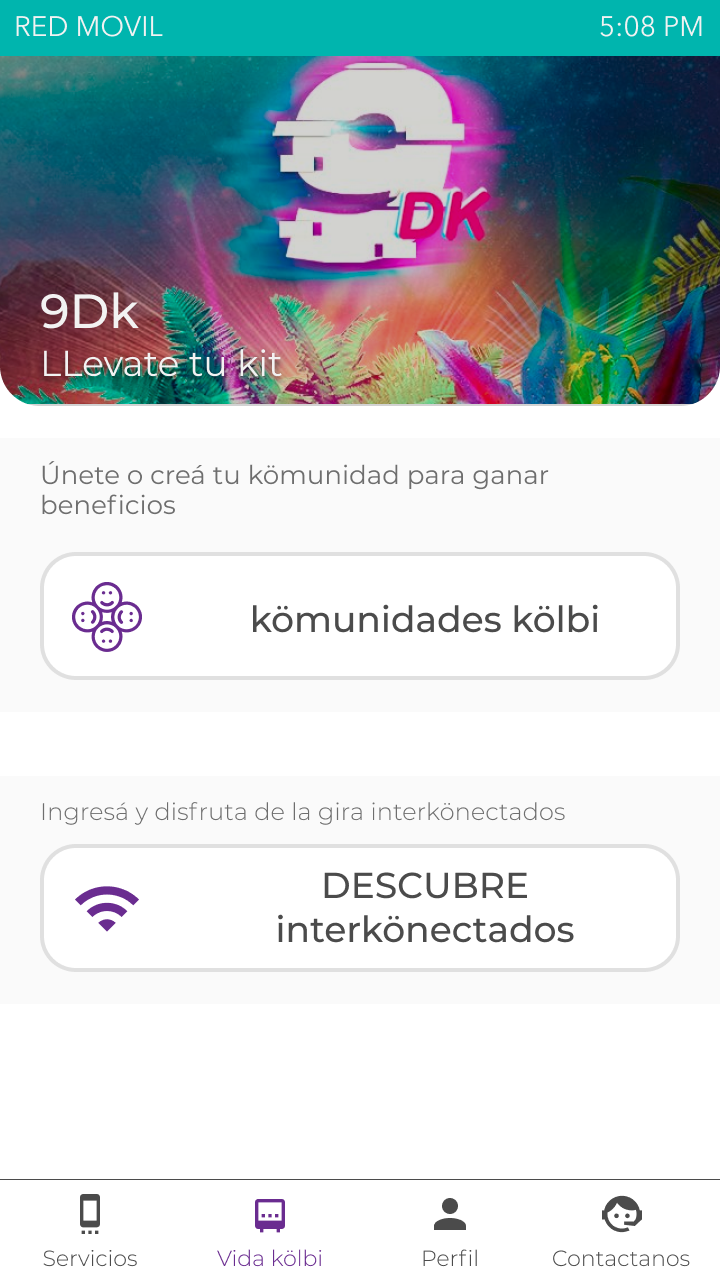 RED MOVIL
5:08 PM
9
DK
9Dk
LLevate tu kit
Únete o creá tu kömunidad para ganar
beneficios
kömunidades kölbi
Ingresá y disfruta de la gira interkönectados
DESCUBRE
interkönectados
Servicios
Vida kölbi
Perfil
Contactanos